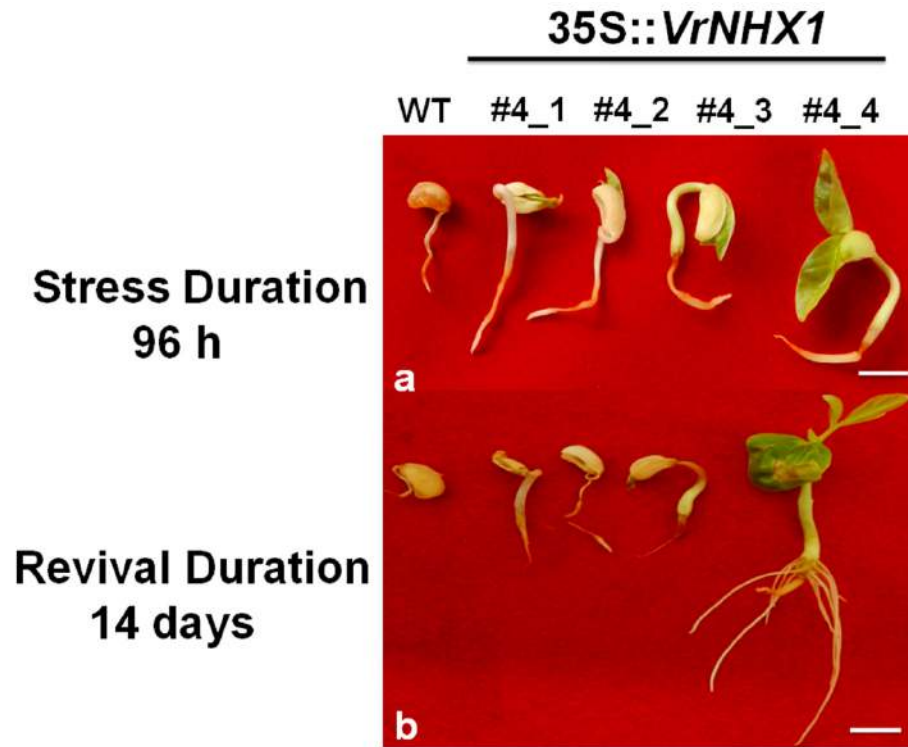 35S::VrNHX1
WT #4_1 #4_2 #4_3 #4_4
Stress Duration
96 h
a
Revival Duration
14 days
b